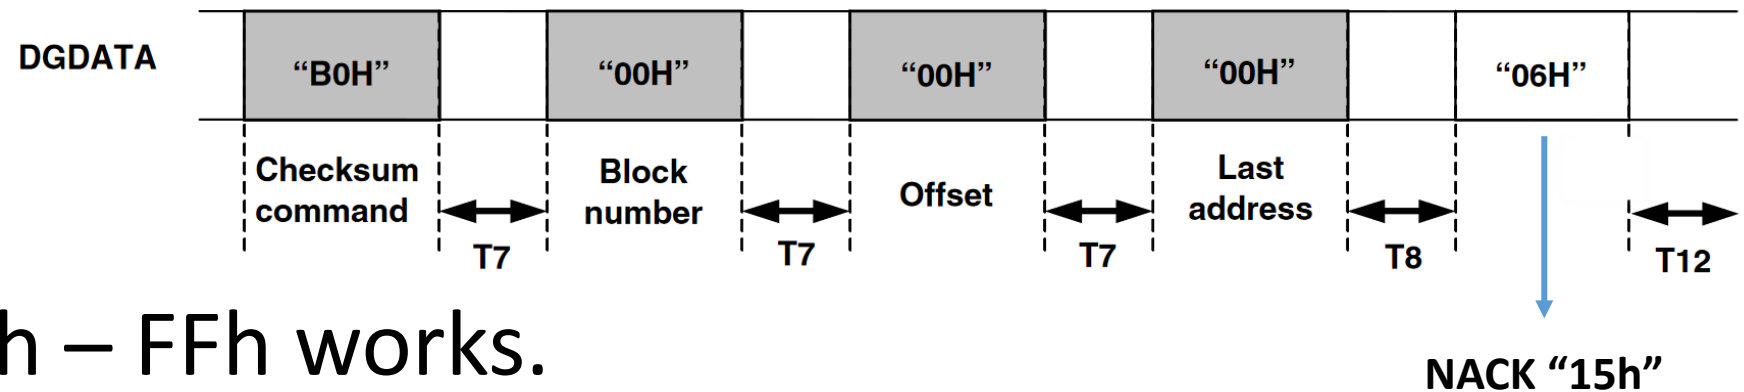 DGDATA “B0H” “00H” “00H” “00H” “06H”
Checksum command
Block number
Offset
Last address
T7 T7 T7 T8 T12
h – FFh works.
NACK “15h”